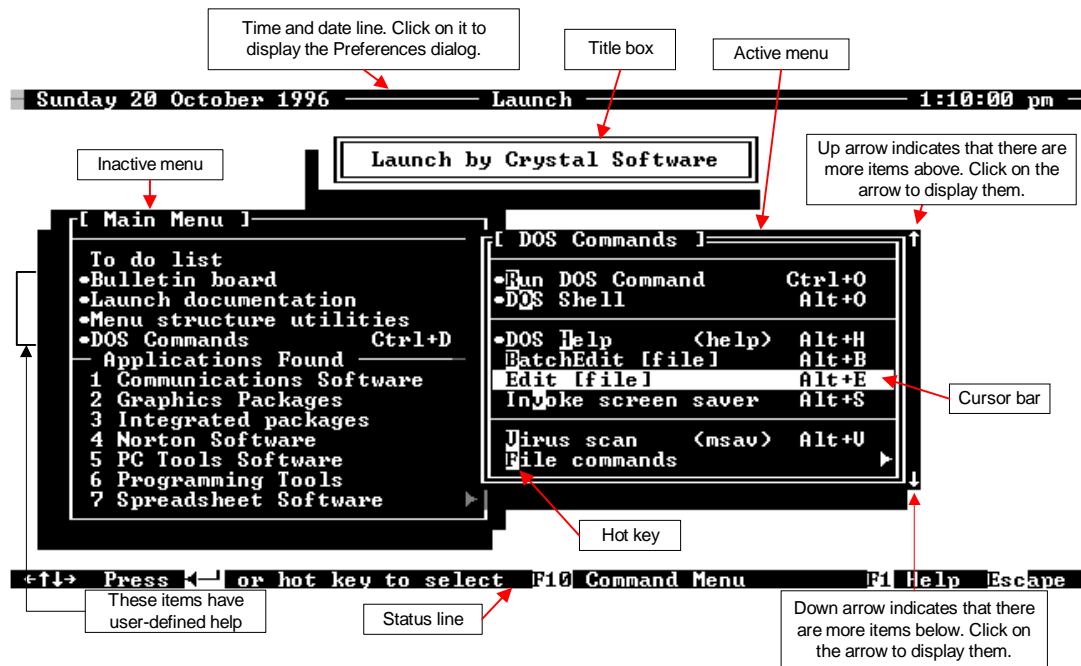 Time and date line. Click on it to
display the Preferences dialog.
Title box
Active menu
Sunday 20 October 1996 Launch 1:10:00 pm
Inactive menu
Launch by Crystal Software
Up arrow indicates that there are
more items above. Click on the
arrow to display them.
[ Main Menu ]
To do list
•Bulletin board
•Launch documentation
•Menu structure utilities
•DOS Commands Ctrl+D
Applications Found
1 Communications Software
2 Graphics Packages
3 Integrated packages
4 Norton Software
5 PC Tools Software
6 Programming Tools
7 Spreadsheet Software ►
[ DOS Commands ] ↑
•Run DOS Command Ctrl+O
•DOS Shell Alt+O
•DOS Help (help) Alt+H
BatchEdit [file] Alt+B
Edit [file] Alt+E
Invoke screen saver Alt+S
Virus scan (msav) Alt+V
File commands ►
↓
Cursor bar
Hot key
←↑↓→ Press ◄─┘ or hot key to select F10 Command Menu F1 Help Escape
These items have
user-defined help
Status line
Down arrow indicates that there
are more items below. Click on
the arrow to display them.